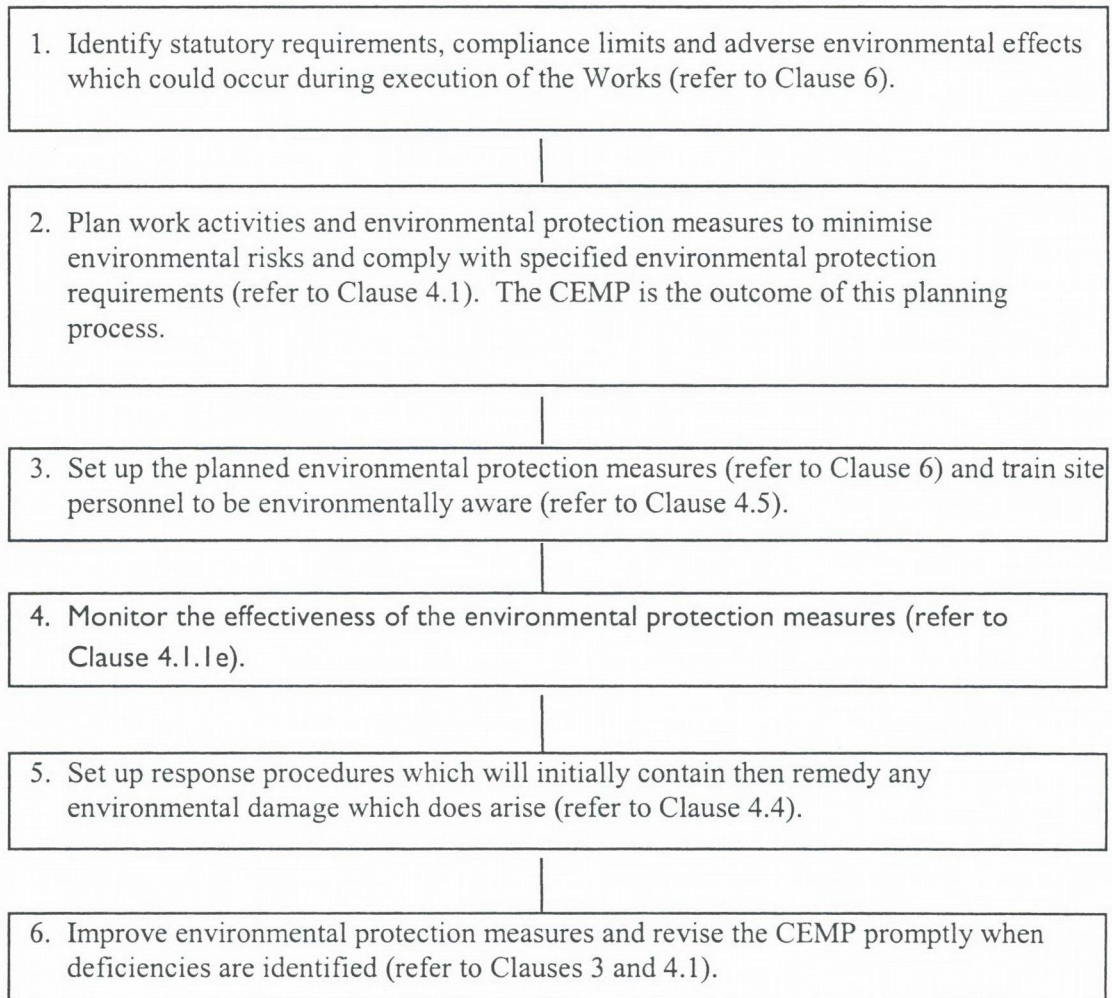 1. Identify statutory requirements, compliance limits and adverse environmental effects
which could occur during execution of the Works (refer to Clause 6).
2. Plan work activities and environmental protection measures to minimise
environmental risks and comply with specified environmental protection
requirements (refer to Clause 4.1). The CEMP is the outcome of this planning
process.
3. Set up the planned environmental protection measures (refer to Clause 6) and train site
personnel to be environmentally aware (refer to Clause 4.5).
4. Monitor the effectiveness of the environmental protection measures (refer to
Clause 4.1.1e).
5. Set up response procedures which will initially contain then remedy any
environmental damage which does arise (refer to Clause 4.4).
6. Improve environmental protection measures and revise the CEMP promptly when
deficiencies are identified (refer to Clauses 3 and 4.1).